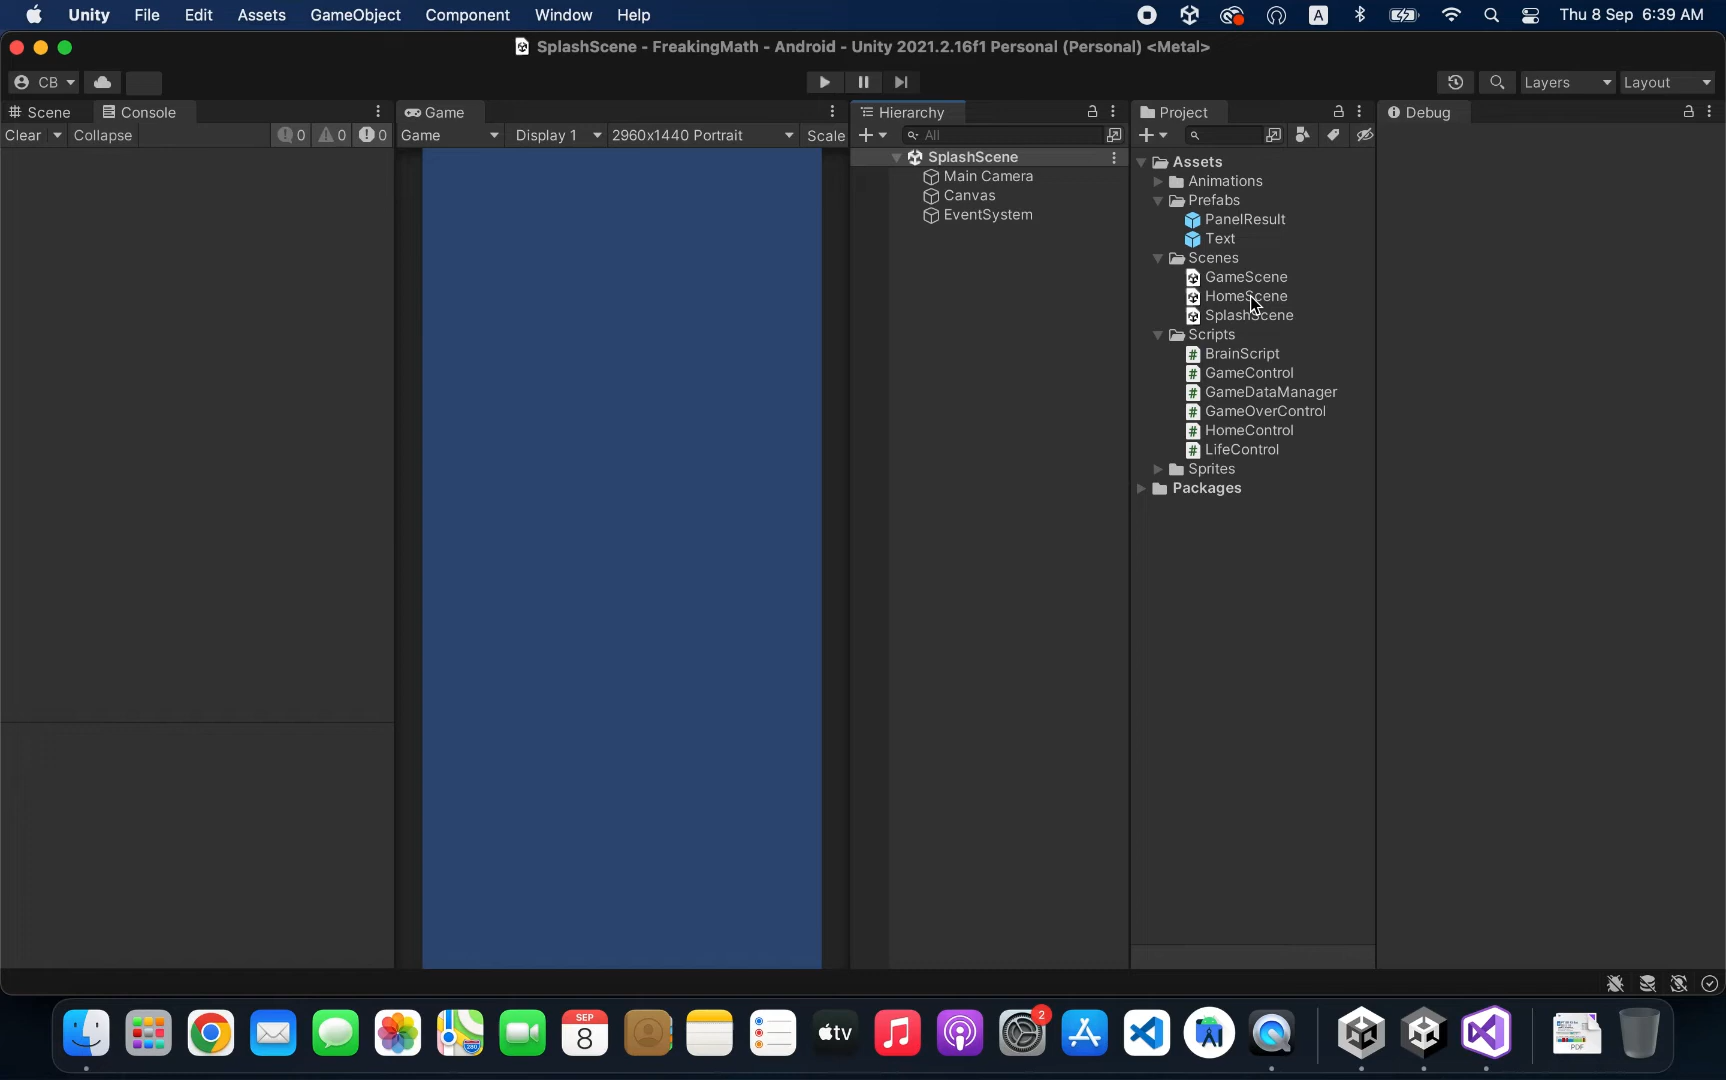 Unity File Edit Assets GameObject Component Window Help A Thu 8 Sep 6:39 AM
SplashScene - FreakingMath - Android - Unity 2021.2.16f1 Personal (Personal) <Metal>
CB Layers Layout
Scene Console Game Hierarchy Project Debug
Clear Collapse 0 0 0 Game Display 1 2960x1440 Portrait Scale All
SplashScene
Main Camera
Canvas
EventSystem
Assets
Animations
Prefabs
PanelResult
Text
Scenes
GameScene
HomeScene
SplashScene
Scripts
BrainScript
GameControl
GameDataManager
GameOverControl
HomeControl
LifeControl
Sprites
Packages
SEP
8
tv
2
PDF